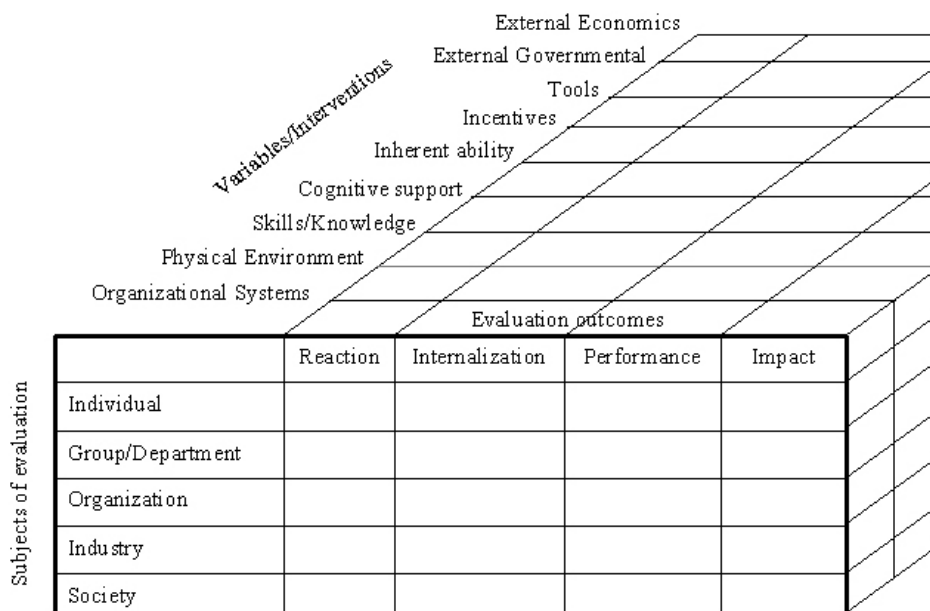 External Economics
External Governmental
Tools
Incentives
Inherent ability
Cognitive support
Skills/Knowledge
Physical Environment
Organizational Systems
Variables/Interventions
Evaluation outcomes
Reaction Internalization Performance Impact
Subjects of evaluation
Individual
Group/Department
Organization
Industry
Society